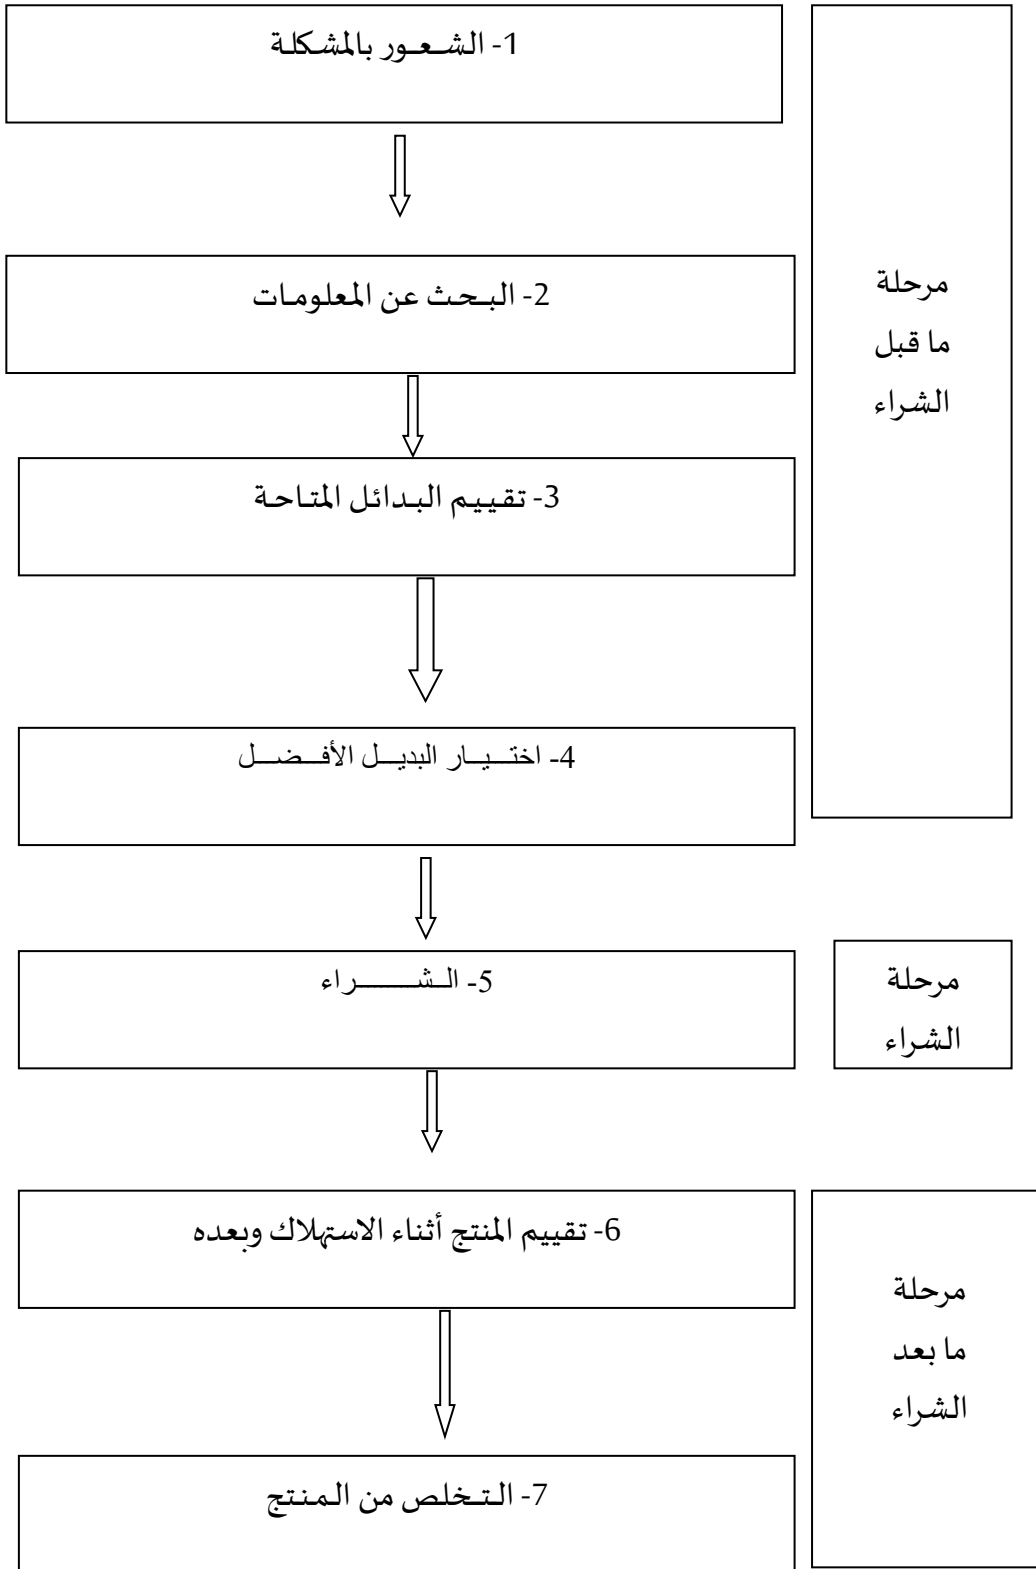 1- الشعور بالمشكلة
2- البحث عن المعلومات
3- تقييم البدائل المتاحة
4- اختيار البديل الأفضل
مرحلة
ما قبل
الشراء
5- الشراء
مرحلة
الشراء
6- تقييم المنتج أثناء الاستهلاك وبعده
7- التخلص من المنتج
مرحلة
ما بعد
الشراء